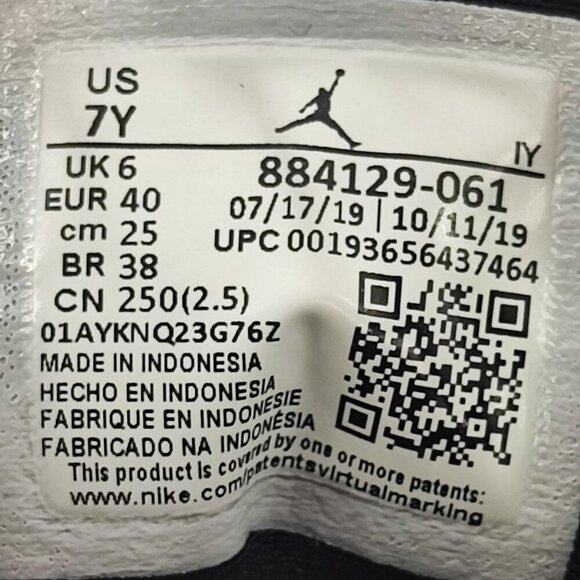 US
7Y
IY
UK 6
EUR 40
cm 25
BR 38
CN 250(2.5)
884129-061
07/17/19 | 10/11/19
UPC 00193656437464
01AYKNQ23G76Z
MADE IN INDONESIA
HECHO EN INDONESIA
FABRIQUE EN INDONESIE
FABRICADO NA INDONÉSIA
This product is covered by one or more patents:
www.nike.com/patentsvirtualmarking